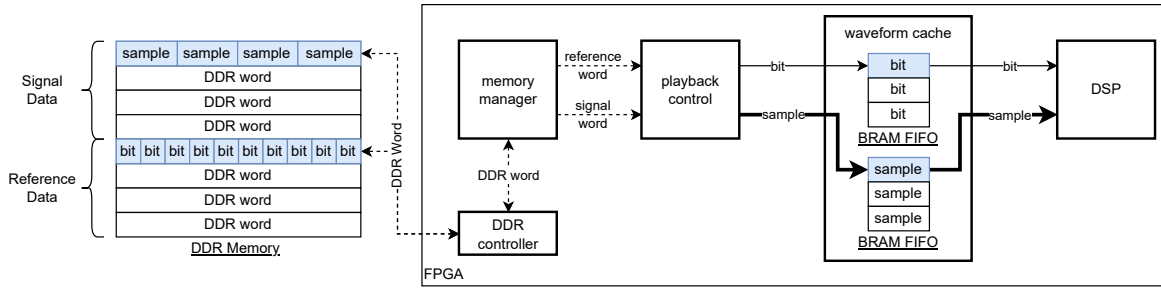 Signal
Data
sample sample sample sample
DDR word
DDR word
DDR word
Reference
Data
bit bit bit bit bit bit bit bit bit bit
DDR word
DDR word
DDR word
DDR Memory
DDR Word
FPGA
memory
manager
DDR word
DDR
controller
reference
word
signal
word
playback
control
bit
sample
waveform cache
bit
bit
bit
BRAM FIFO
sample
sample
sample
BRAM FIFO
bit
sample
DSP